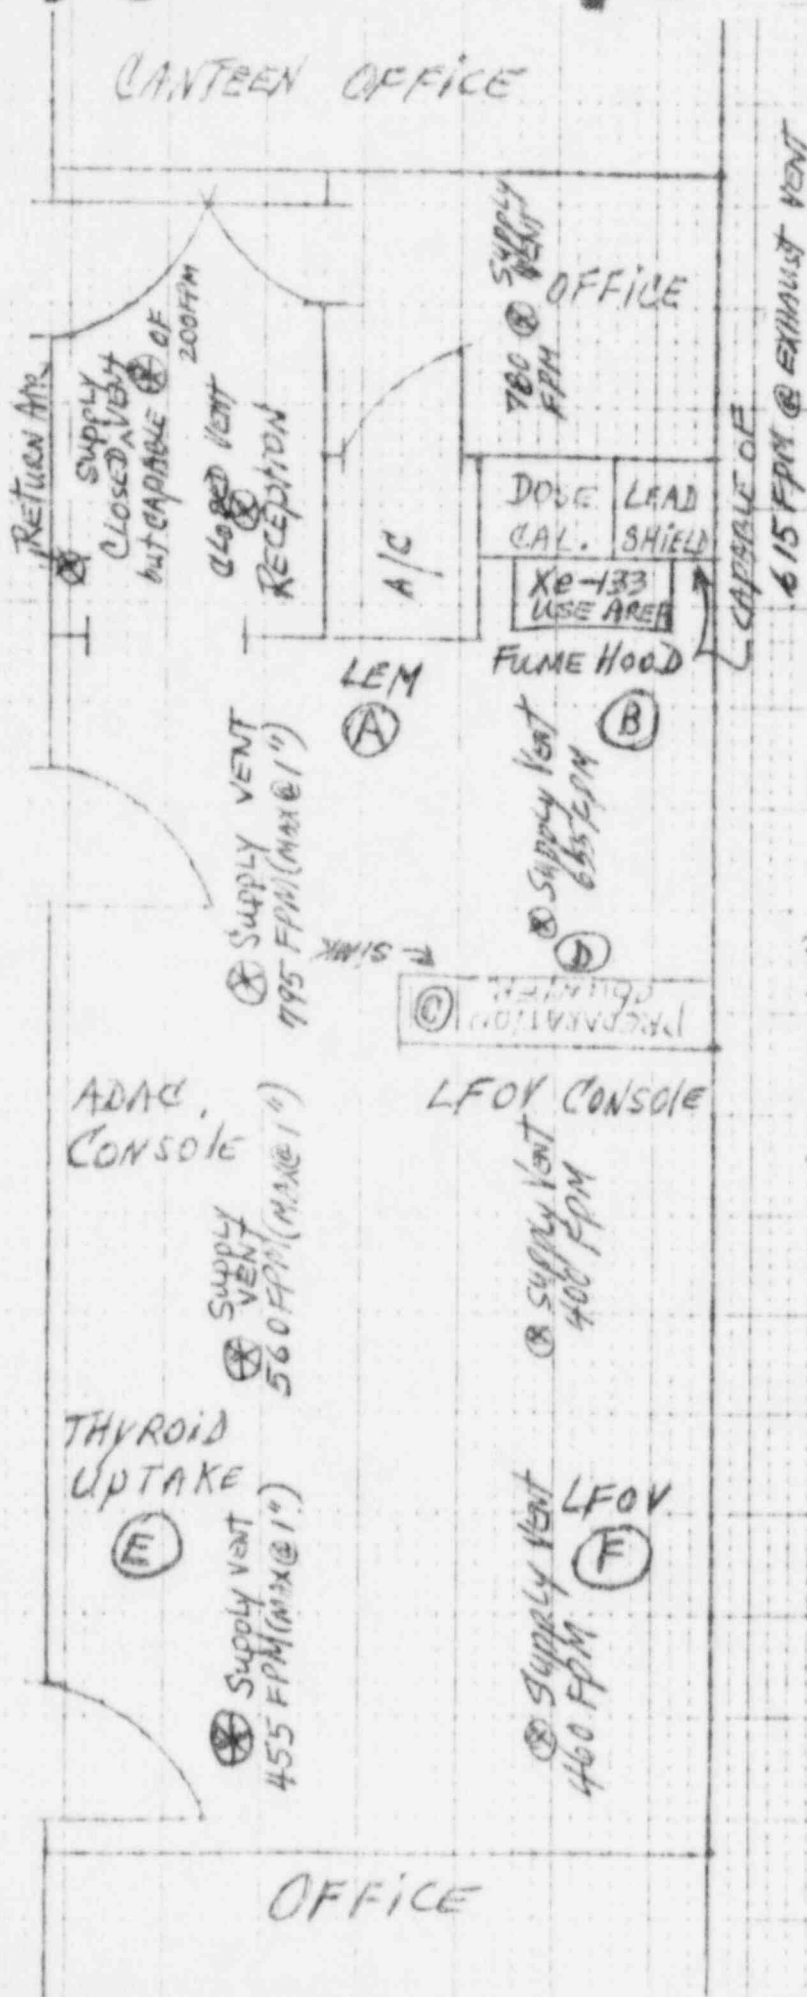 CANTEEN OFFICE
780 @ SUPPLY
FPM VENT
OFFICE
RETURN AIR
SUPPLY
CLOSED ^ VENT
but CAPABLE OF
200 FPM
CLOSED VENT
RECEPTION
A/C
DOSE
CAL.
LEAD
SHIELD
Xe-133
USE AREA
FUME HOOD
CAPABLE OF
615 FPM @ EXHAUST VENT
LEM
A
B
Supply VENT
795 FPM (MAX @ 1")
Supply Vent
FPM
D
SINK
C
PREPARATION
COUNTER
ADAC.
CONSOLE
LFOV CONSOLE
Supply
VENT
560 FPM (MAX @ 1")
Supply Vent
400 FPM
THYROID
UPTAKE
E
Supply Vent
455 FPM (MAX @ 1")
LFOV
F
Supply Vent
460 FPM
OFFICE